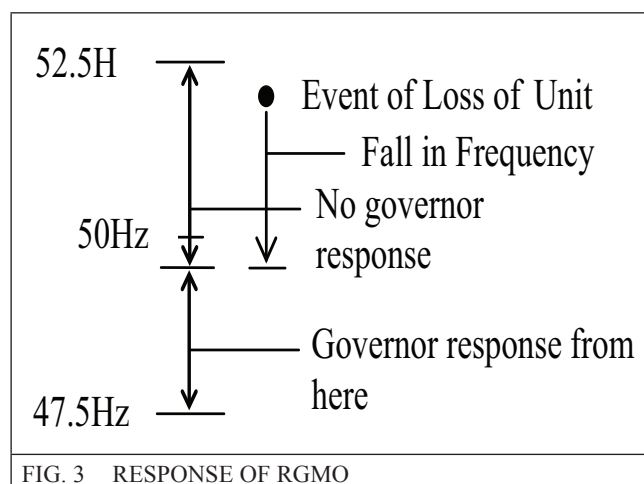 52.5H
Event of Loss of Unit
Fall in Frequency
No governor
50Hz
response
Governor response from
here
47.5Hz
FIG. 3 RESPONSE OF RGMO